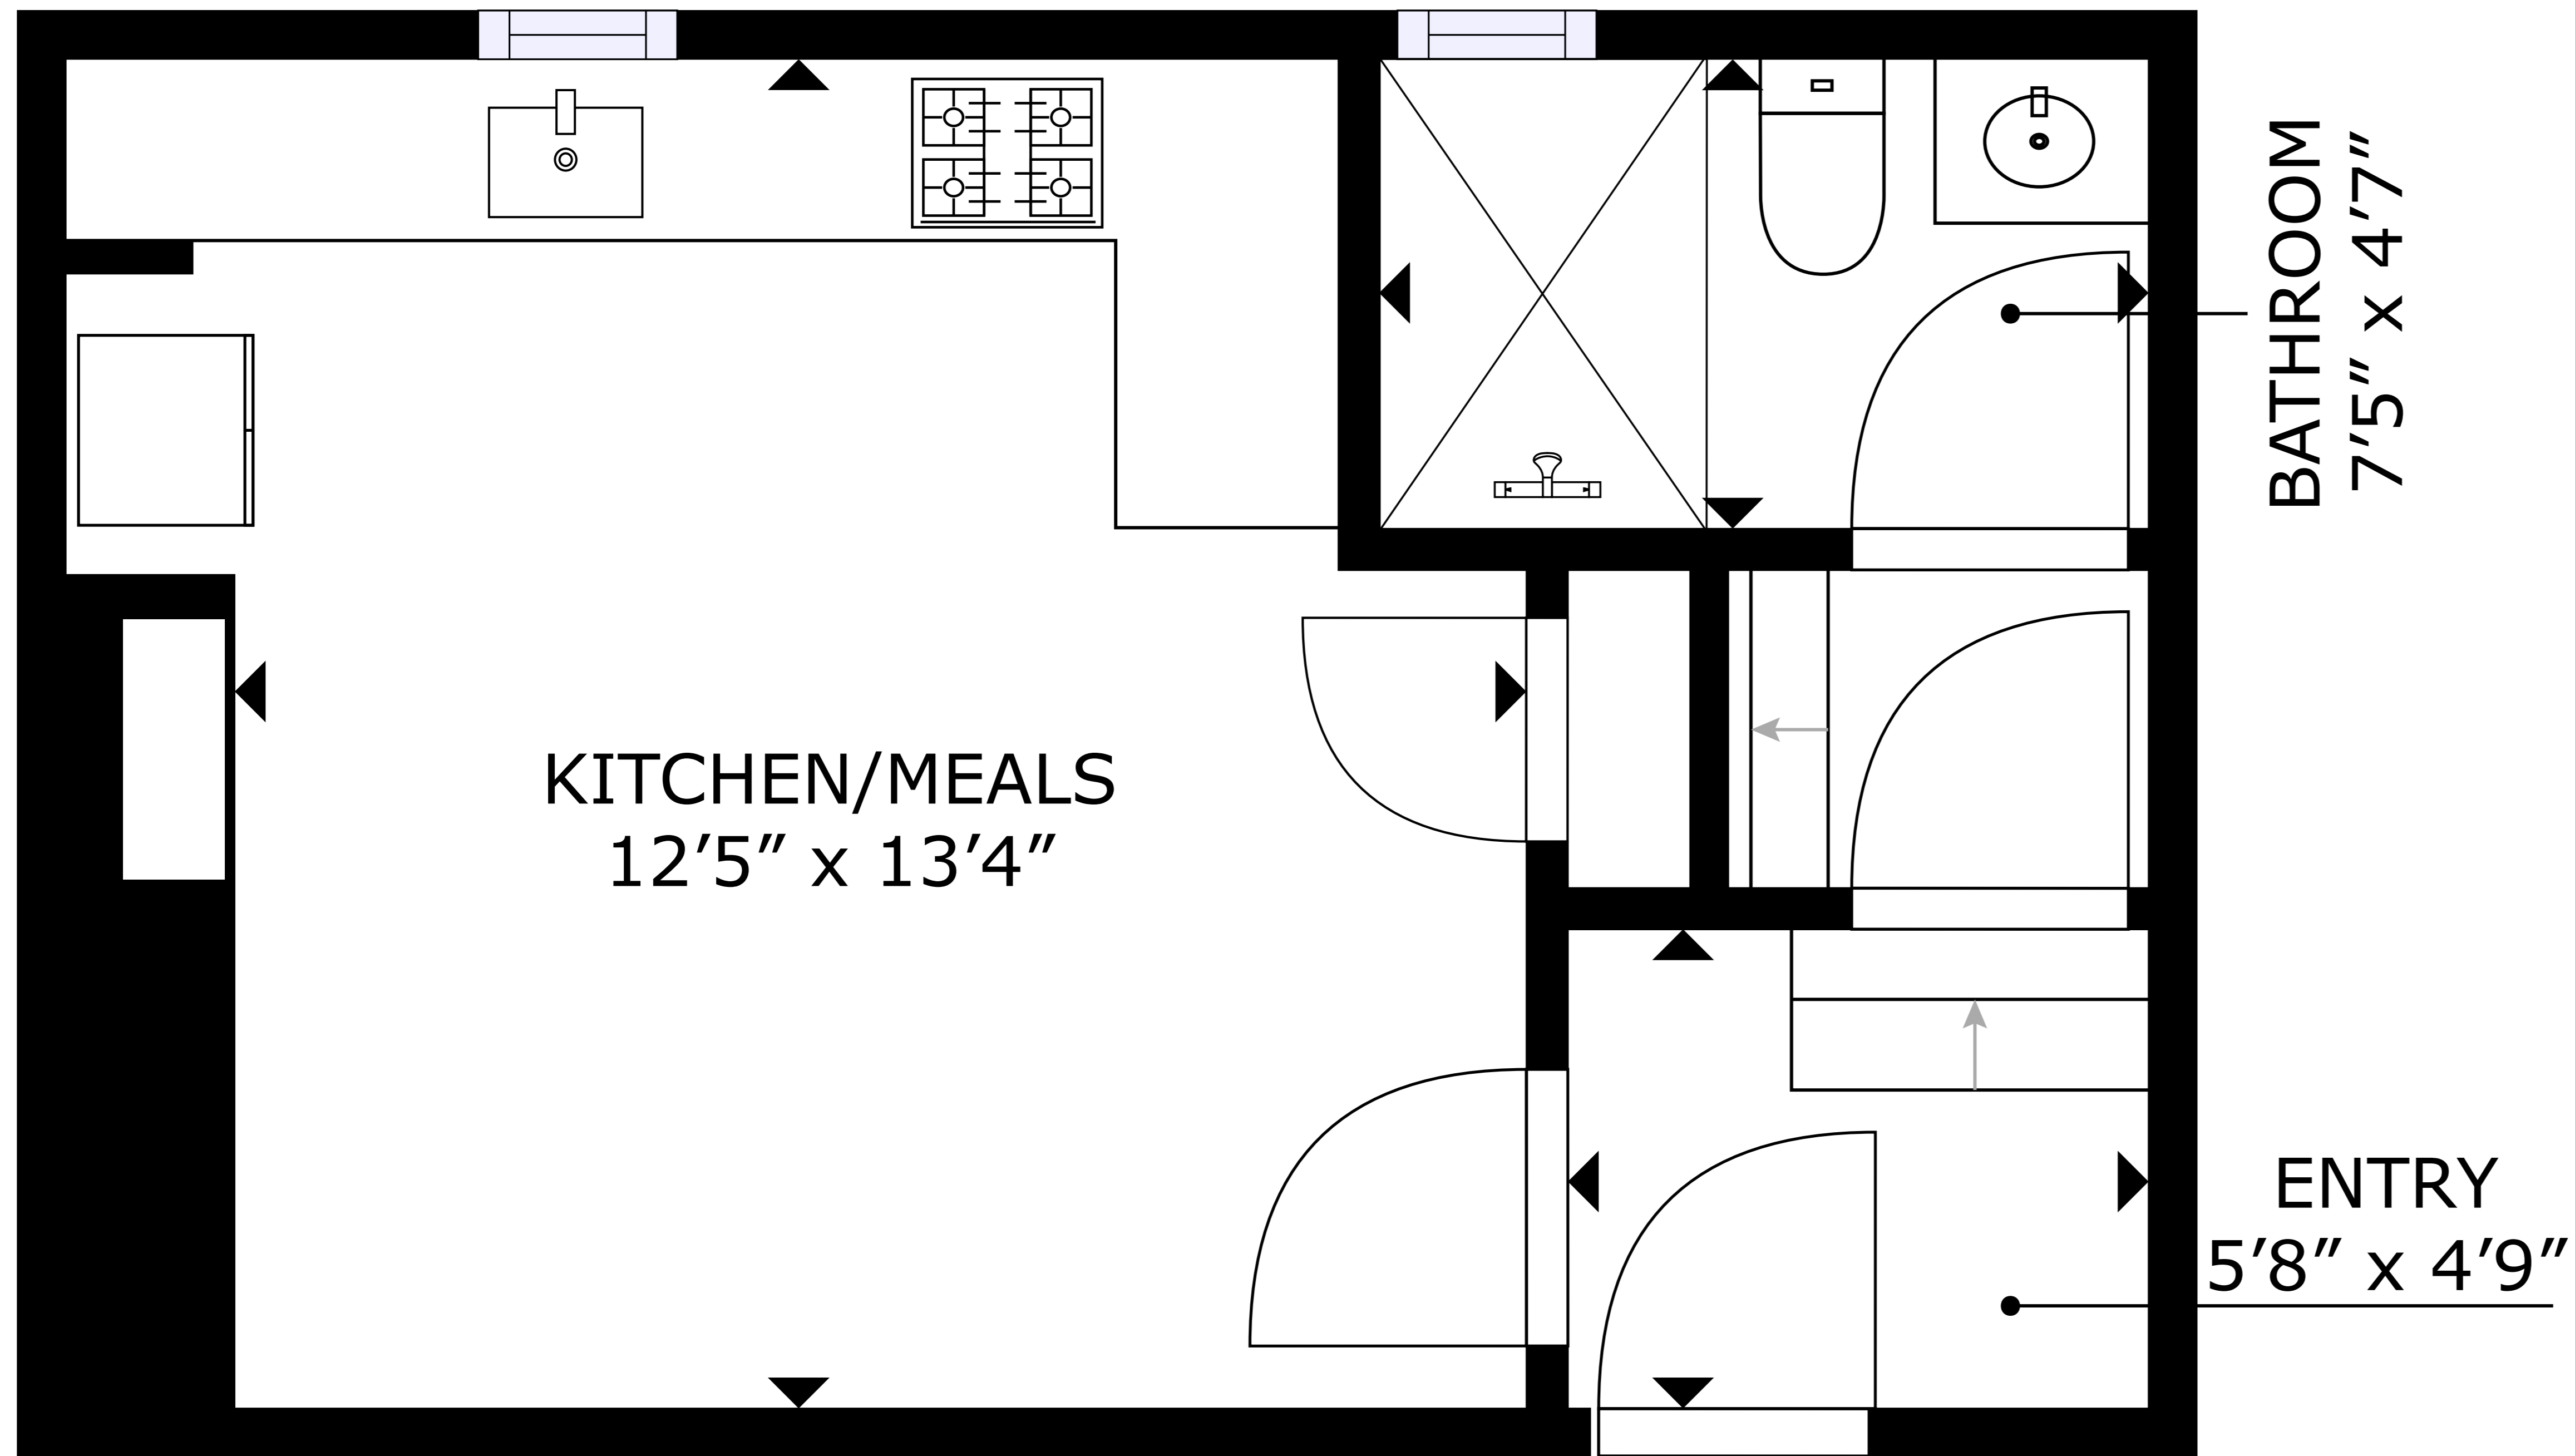 BATHROOM
7’5” x 4’7”
KITCHEN/MEALS
12’5” x 13’4”
ENTRY
5’8” x 4’9”